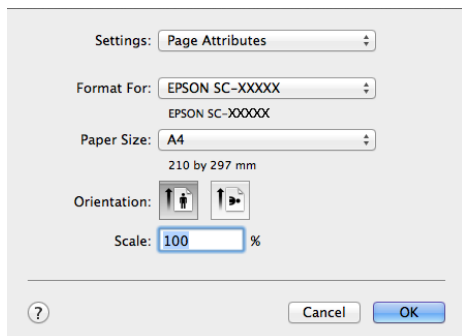 Settings: Page Attributes
Format For: EPSON SC-XXXXX
EPSON SC-XXXXX
Paper Size: A4
210 by 297 mm
Orientation:
Scale: 100 %
? Cancel OK